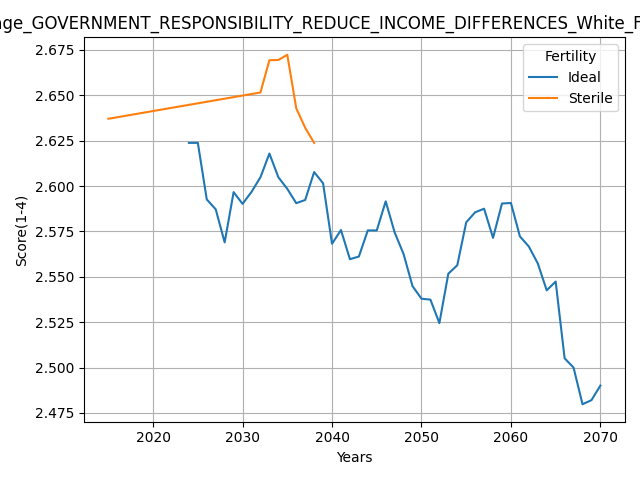 age_GOVERNMENT_RESPONSIBILITY_REDUCE_INCOME_DIFFERENCES_White_F
Fertility
Ideal
Sterile
Score(1-4)
2.675
2.650
2.625
2.600
2.575
2.550
2.525
2.500
2.475
2020 2030 2040 2050 2060 2070
Years